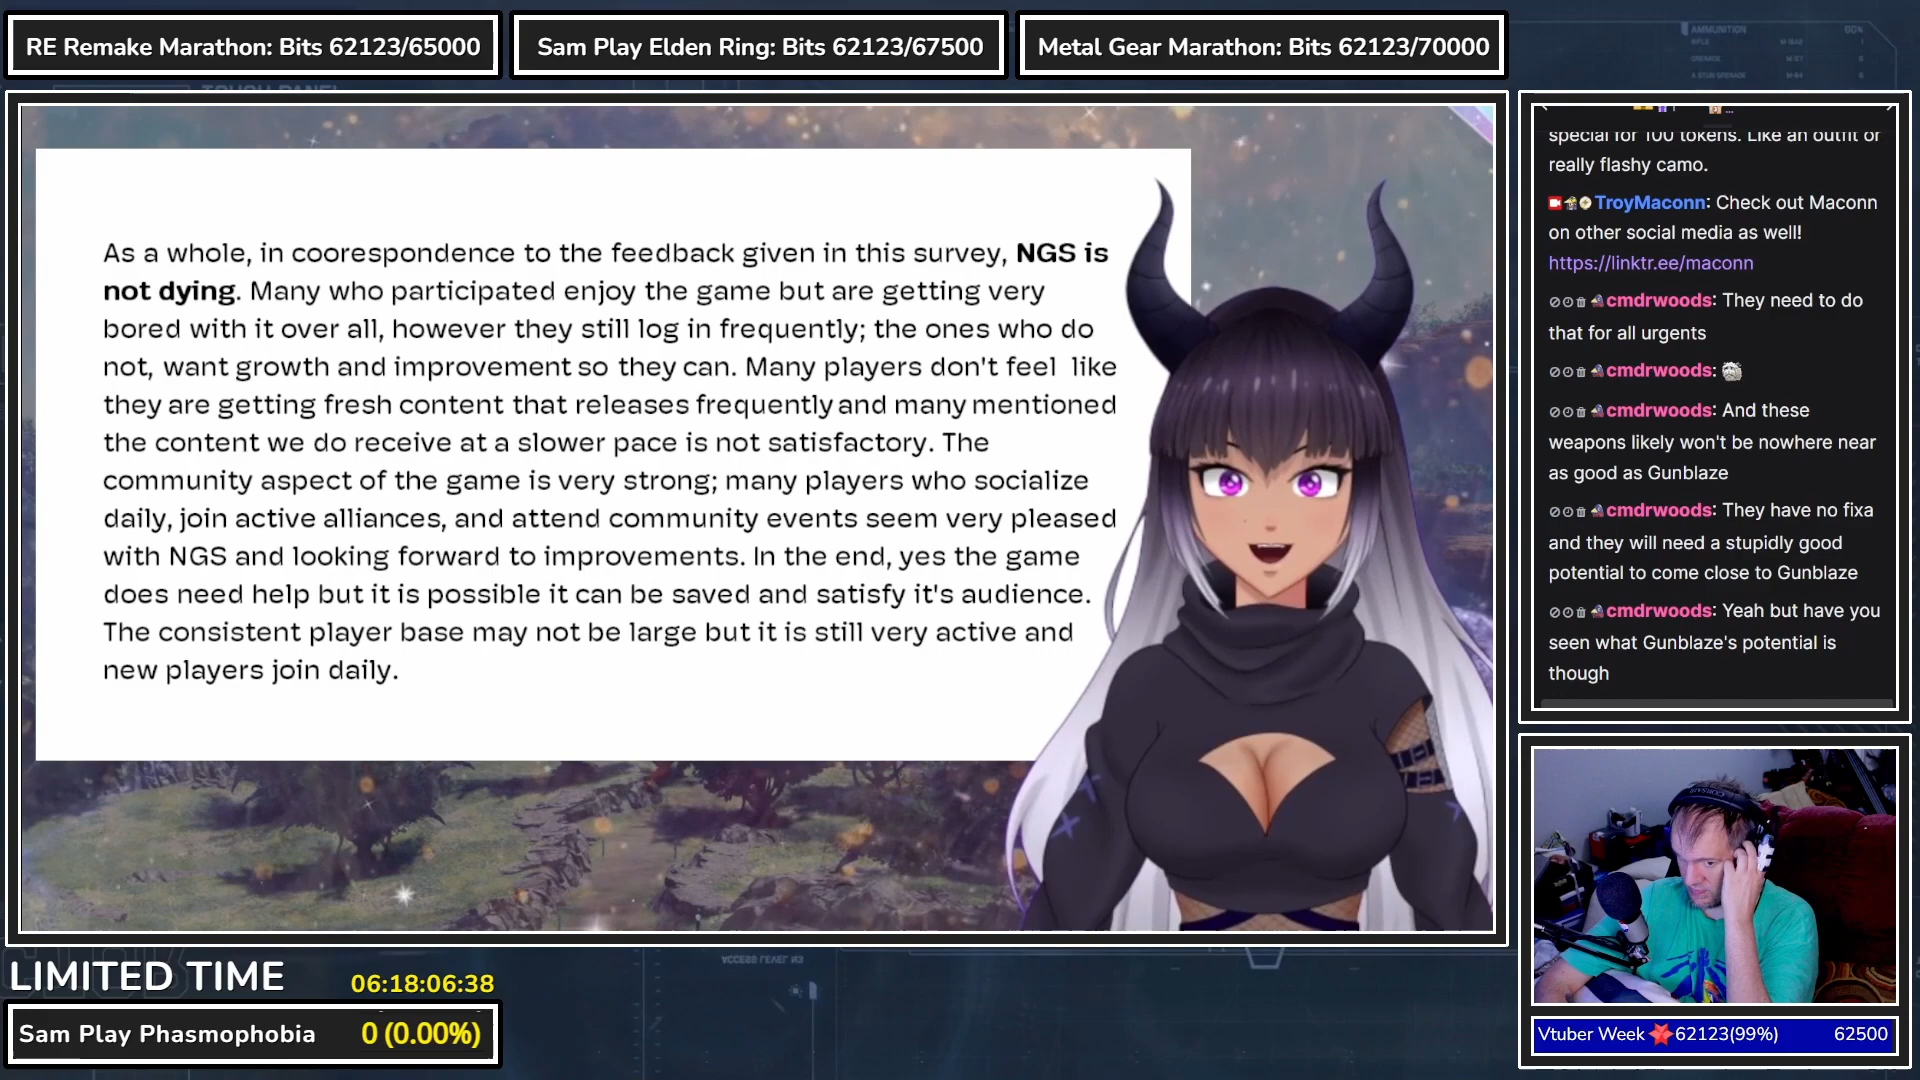 RE Remake Marathon: Bits 62123/65000
Sam Play Elden Ring: Bits 62123/67500
Metal Gear Marathon: Bits 62123/70000
AMMUNITION
TOUCH PANEL
As a whole, in coorespondence to the feedback given in this survey, NGS is
not dying. Many who participated enjoy the game but are getting very
bored with it over all, however they still log in frequently; the ones who do
not, want growth and improvement so they can. Many players don't feel like
they are getting fresh content that releases frequently and many mentioned
the content we do receive at a slower pace is not satisfactory. The
community aspect of the game is very strong; many players who socialize
daily, join active alliances, and attend community events seem very pleased
with NGS and looking forward to improvements. In the end, yes the game
does need help but it is possible it can be saved and satisfy it's audience.
The consistent player base may not be large but it is still very active and
new players join daily.
special for 100 tokens. Like an outfit or
really flashy camo.
TroyMaconn: Check out Maconn
on other social media as well!
https://linktr.ee/maconn
cmdrwoods: They need to do
that for all urgents
cmdrwoods:
cmdrwoods: And these
weapons likely won't be nowhere near
as good as Gunblaze
cmdrwoods: They have no fixa
and they will need a stupidly good
potential to come close to Gunblaze
cmdrwoods: Yeah but have you
seen what Gunblaze's potential is
though
LIMITED TIME
06:18:06:38
Sam Play Phasmophobia 0 (0.00%)
CORSAIR
Vtuber Week 62123(99%) 62500